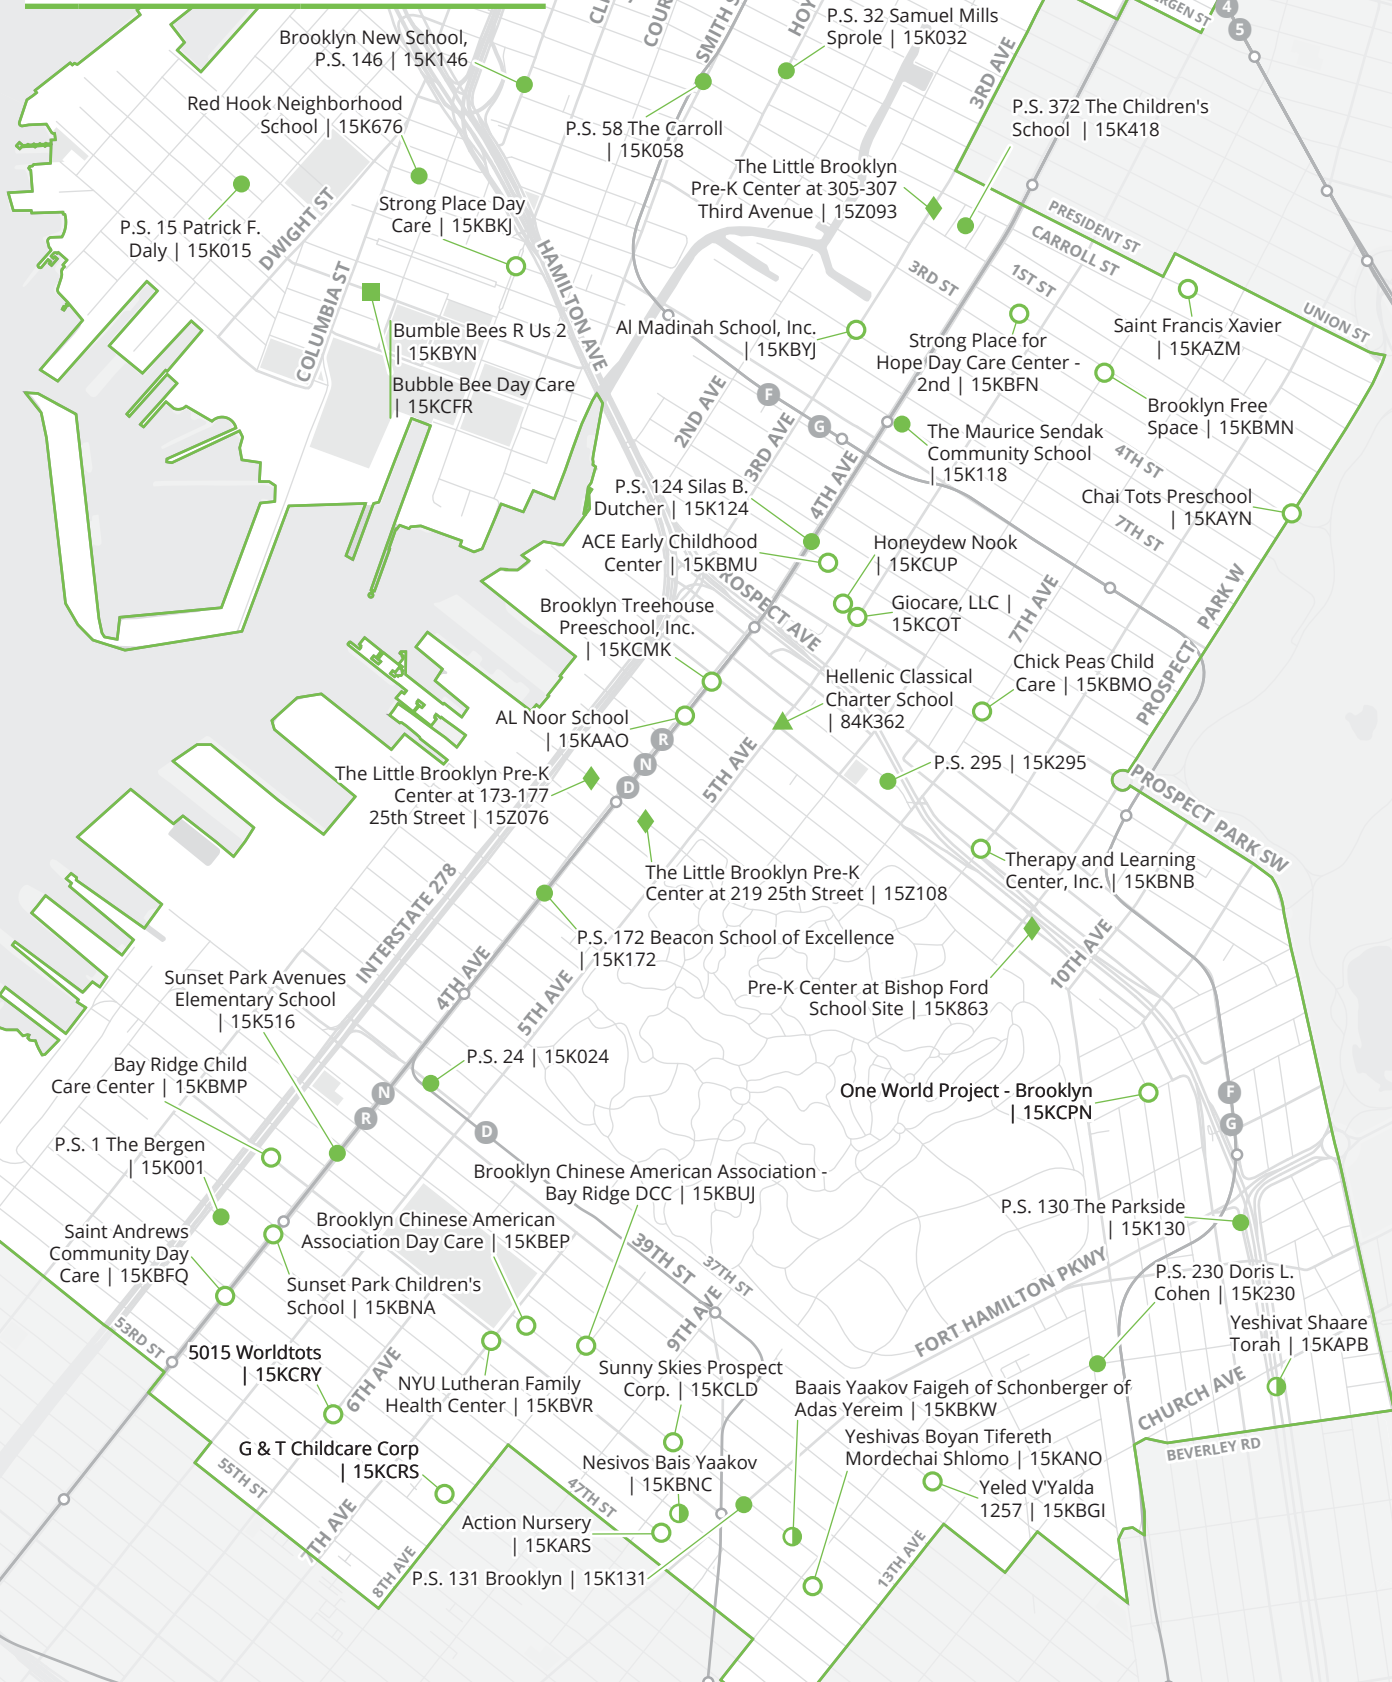 4
5
ERGEN ST
CLI
COUR
SMITH S
HOY
3RD AVE
P.S. 32 Samuel Mills
Sprole | 15K032
Brooklyn New School,
P.S. 146 | 15K146
Red Hook Neighborhood
School | 15K676
P.S. 58 The Carroll
| 15K058
P.S. 372 The Children's
School | 15K418
The Little Brooklyn
Pre-K Center at 305-307
Third Avenue | 15Z093
P.S. 15 Patrick F.
Daly | 15K015
DWIGHT ST
Strong Place Day
Care | 15KBKJ
PRESIDENT ST
CARROLL ST
3RD ST
1ST ST
UNION ST
COLUMBIA ST
HAMILTON AVE
Bumble Bees R Us 2
| 15KBYN
Bubble Bee Day Care
| 15KCFR
Al Madinah School, Inc.
| 15KBYJ
Strong Place for
Hope Day Care Center -
2nd | 15KBFN
Saint Francis Xavier
| 15KAZM
Brooklyn Free
Space | 15KBMN
F
G
2ND AVE
3RD AVE
4TH AVE
The Maurice Sendak
Community School
| 15K118
4TH ST
7TH ST
Chai Tots Preschool
| 15KAYN
P.S. 124 Silas B.
Dutcher | 15K124
ACE Early Childhood
Center | 15KBMU
Honeydew Nook
| 15KCUP
Giocare, LLC |
15KCOT
PROSPECT AVE
7TH AVE
PROSPECT PARK W
Brooklyn Treehouse
Preeschool, Inc.
| 15KCMK
Hellenic Classical
Charter School
| 84K362
Chick Peas Child
Care | 15KBMO
AL Noor School
| 15KAAO
R
N
D
5TH AVE
P.S. 295 | 15K295
PROSPECT PARK SW
The Little Brooklyn Pre-K
Center at 173-177
25th Street | 15Z076
The Little Brooklyn Pre-K
Center at 219 25th Street | 15Z108
Therapy and Learning
Center, Inc. | 15KBNB
INTERSTATE 278
P.S. 172 Beacon School of Excellence
| 15K172
4TH AVE
5TH AVE
10TH AVE
Pre-K Center at Bishop Ford
School Site | 15K863
Sunset Park Avenues
Elementary School
| 15K516
Bay Ridge Child
Care Center | 15KBMP
P.S. 24 | 15K024
N
R
D
One World Project - Brooklyn
| 15KCPN
F
G
P.S. 1 The Bergen
| 15K001
Brooklyn Chinese American Association -
Bay Ridge DCC | 15KBUJ
Saint Andrews
Community Day
Care | 15KBFQ
Brooklyn Chinese American
Association Day Care | 15KBEP
P.S. 130 The Parkside
| 15K130
Sunset Park Children's
School | 15KBNA
39TH ST
37TH ST
9TH AVE
FORT HAMILTON PKWY
P.S. 230 Doris L.
Cohen | 15K230
Yeshivat Shaare
Torah | 15KAPB
53RD ST
5015 Worldtots
| 15KCRY
6TH AVE
NYU Lutheran Family
Health Center | 15KBVR
Sunny Skies Prospect
Corp. | 15KCLD
Baais Yaakov Faigeh of Schonberger of
Adas Yereim | 15KBKW
CHURCH AVE
BEVERLEY RD
G & T Childcare Corp
| 15KCRS
55TH ST
47TH ST
Nesivos Bais Yaakov
| 15KBNC
Yeshivas Boyan Tifereth
Mordechai Shlomo | 15KANO
Yeled V'Yalda
1257 | 15KBGI
7TH AVE
8TH AVE
Action Nursery
| 15KARS
P.S. 131 Brooklyn | 15K131
13TH AVE